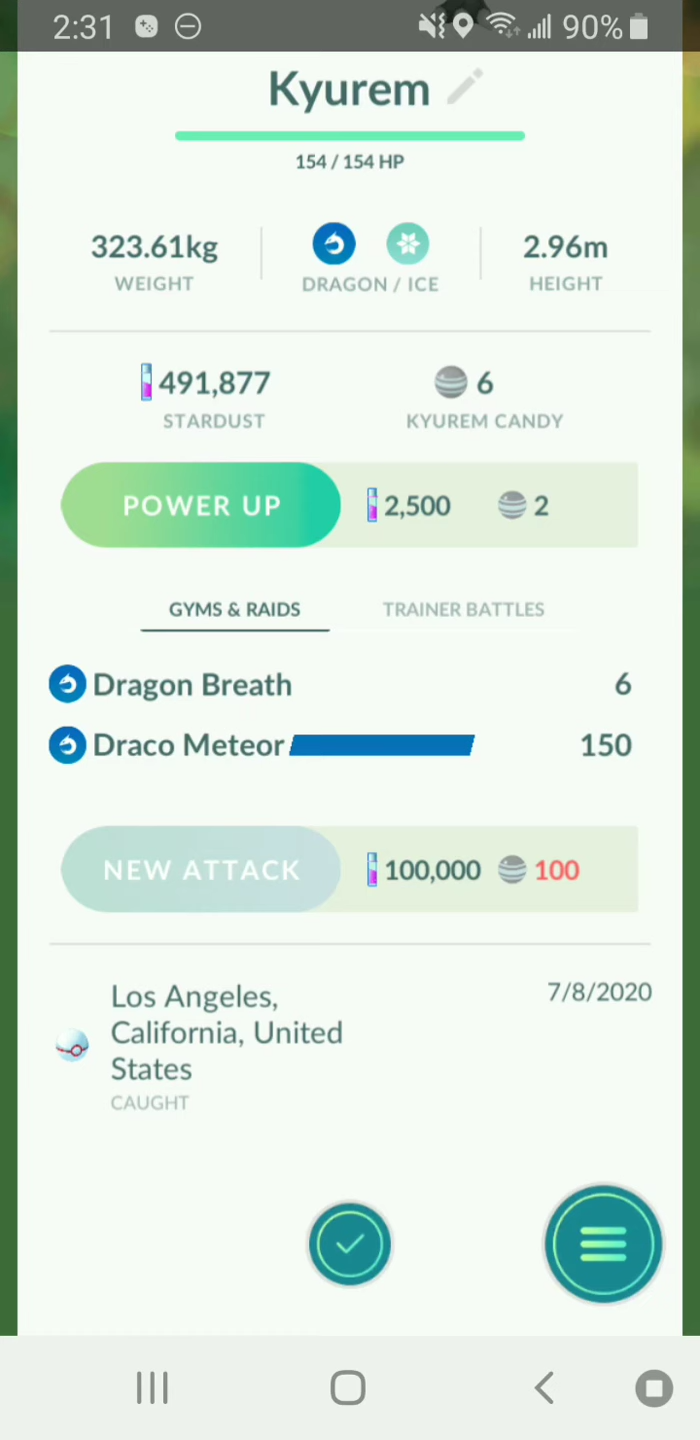 2:31 90%
Kyurem
154 / 154 HP
323.61kg 2.96m
WEIGHT DRAGON / ICE HEIGHT
491,877 6
STARDUST KYUREM CANDY
POWER UP 2,500 2
GYMS & RAIDS TRAINER BATTLES
Dragon Breath 6
Draco Meteor 150
NEW ATTACK 100,000 100
Los Angeles, 7/8/2020
California, United
States
CAUGHT